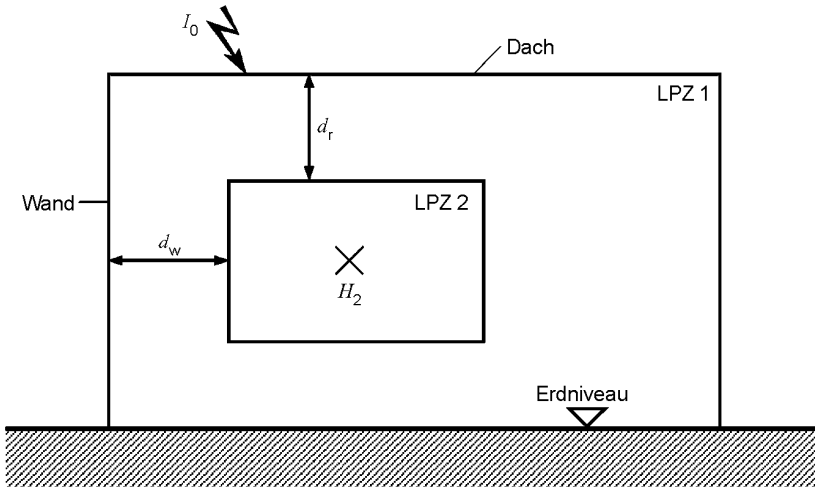 I0
Dach
LPZ 1
dr
Wand
LPZ 2
dw
H2
Erdniveau